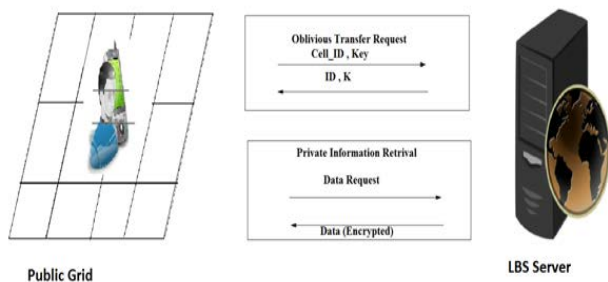 Oblivious Transfer Request
Cell_ID , Key
ID , K
Private Information Retrival
Data Request
Data (Encrypted)
Public Grid
LBS Server